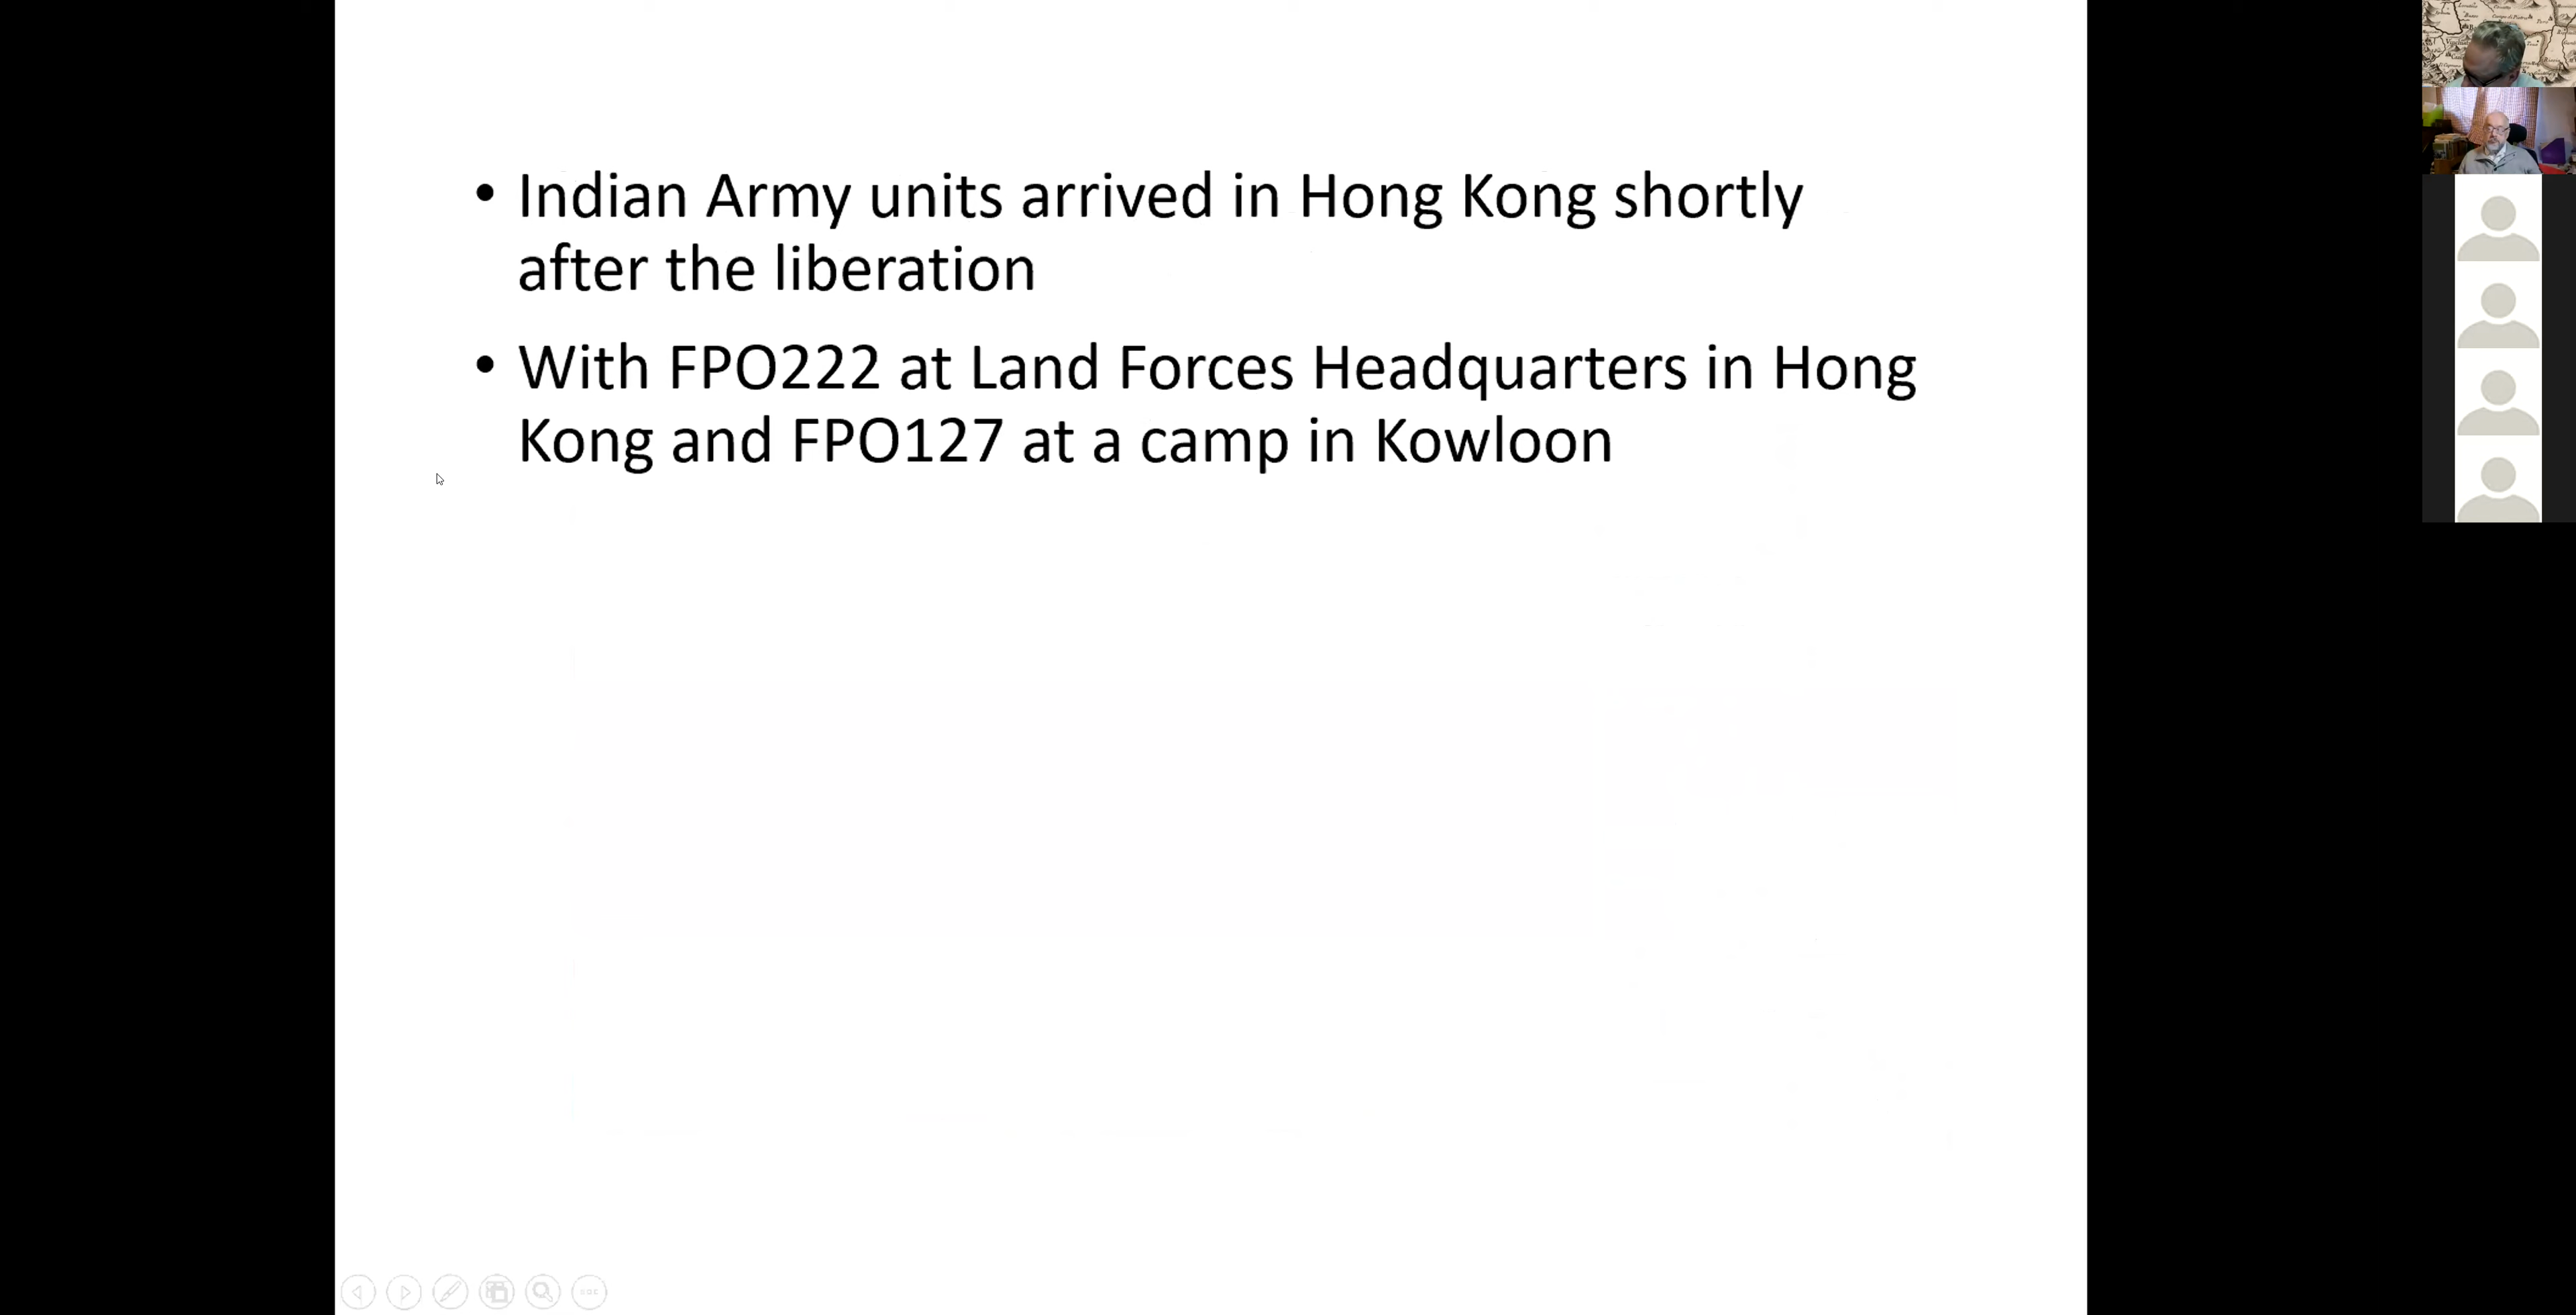 • Indian Army units arrived in Hong Kong shortly
after the liberation
• With FPO222 at Land Forces Headquarters in Hong
Kong and FPO127 at a camp in Kowloon